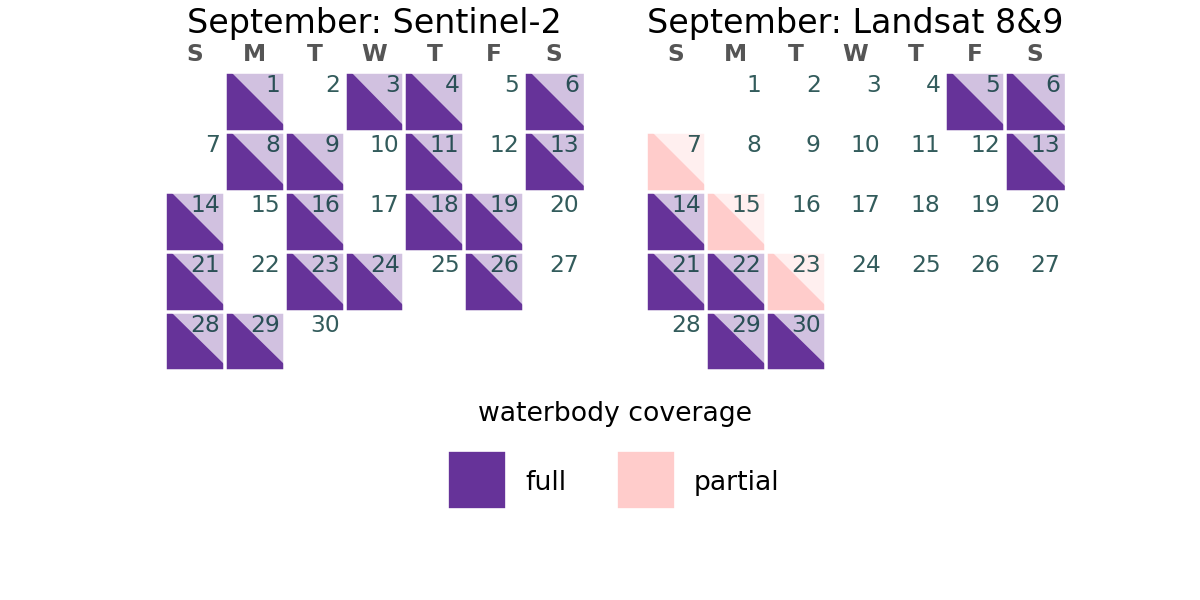 September: Sentinel-2
S M T W T F S
1 2 3 4 5 6
7 8 9 10 11 12 13
14 15 16 17 18 19 20
21 22 23 24 25 26 27
28 29 30
September: Landsat 8&9
S M T W T F S
1 2 3 4 5 6
7 8 9 10 11 12 13
14 15 16 17 18 19 20
21 22 23 24 25 26 27
28 29 30
waterbody coverage
full
partial